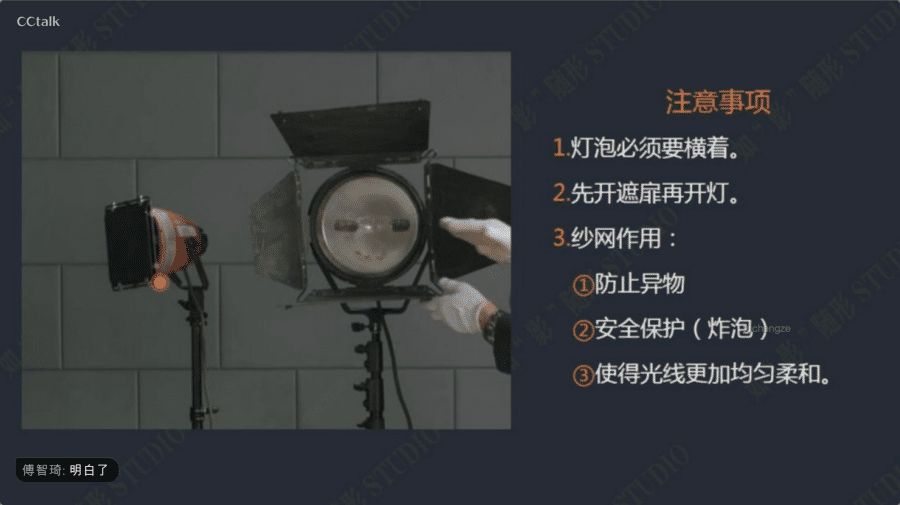 CCtalk
注意事项
1.灯泡必须要横着。
2.先开遮扉再开灯。
3.纱网作用：
①防止异物
②安全保护（炸泡）
③使得光线更加均匀柔和。
傅智琦: 明白了